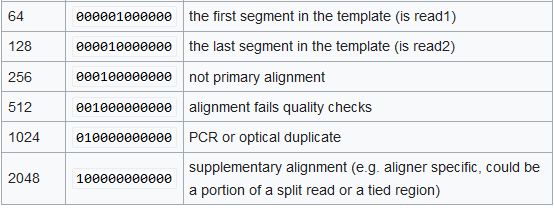 64 000001000000 the first segment in the template (is read1)
128 000010000000 the last segment in the template (is read2)
256 000100000000 not primary alignment
512 001000000000 alignment fails quality checks
1024 010000000000 PCR or optical duplicate
2048 100000000000 supplementary alignment (e.g. aligner specific, could be
a portion of a split read or a tied region)